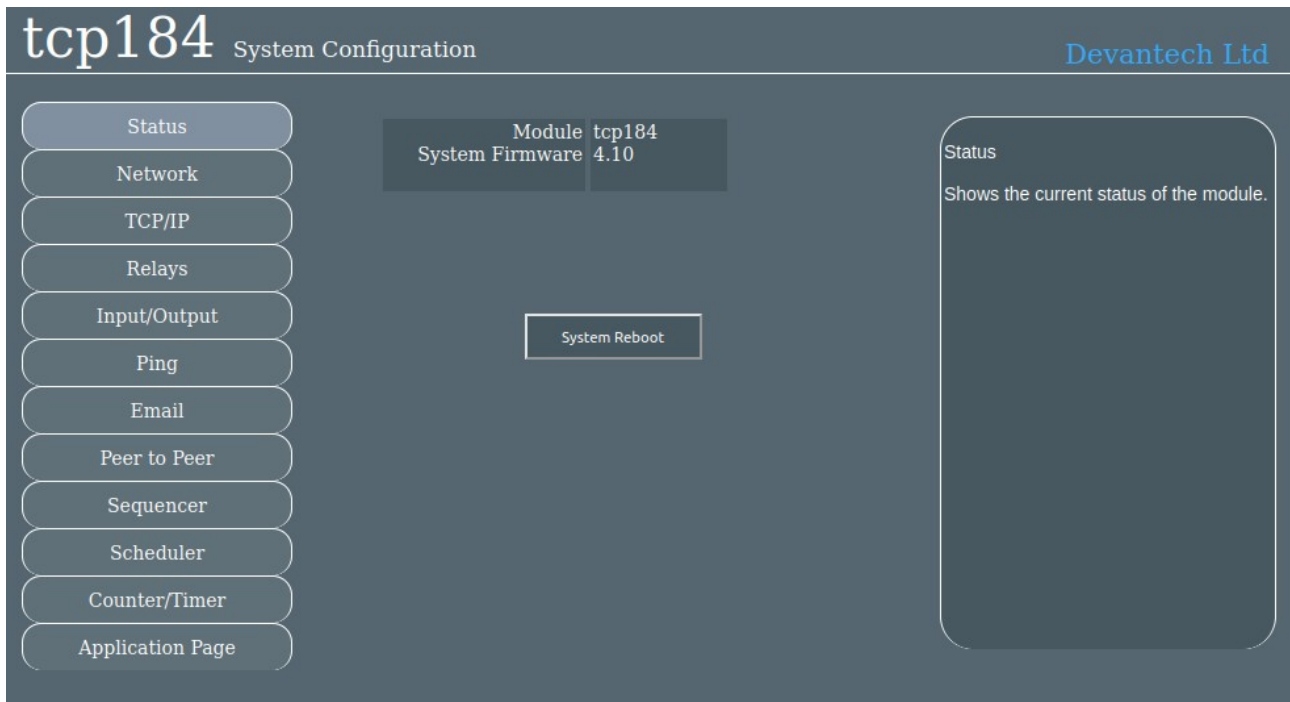 tcp184 System Configuration
Devantech Ltd
Status
Network
TCP/IP
Relays
Input/Output
Ping
Email
Peer to Peer
Sequencer
Scheduler
Counter/Timer
Application Page
Module tcp184
System Firmware 4.10
System Reboot
Status
Shows the current status of the module.